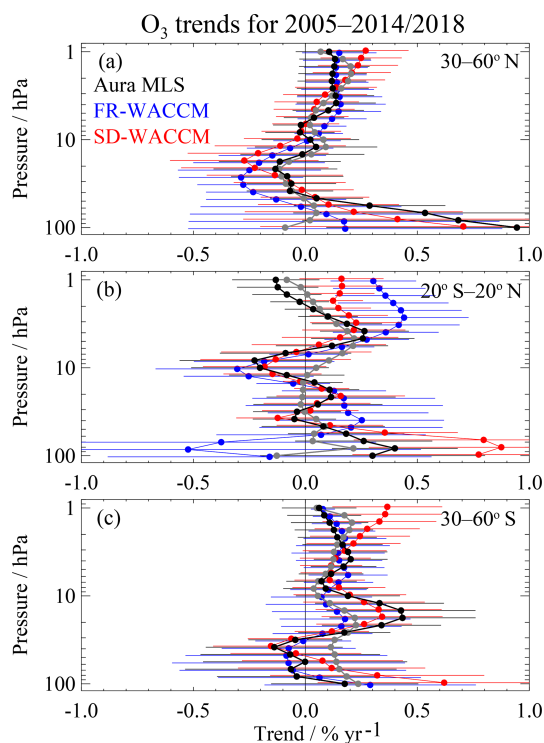 O₃ trends for 2005–2014/2018
(a)
30–60° N
Aura MLS
FR-WACCM
SD-WACCM
Pressure / hPa
1
10
100
-1.0 -0.5 0.0 0.5 1.0
(b)
20° S–20° N
Pressure / hPa
1
10
100
-1.0 -0.5 0.0 0.5 1.0
(c)
30–60° S
Pressure / hPa
1
10
100
-1.0 -0.5 0.0 0.5 1.0
Trend / % yr⁻¹